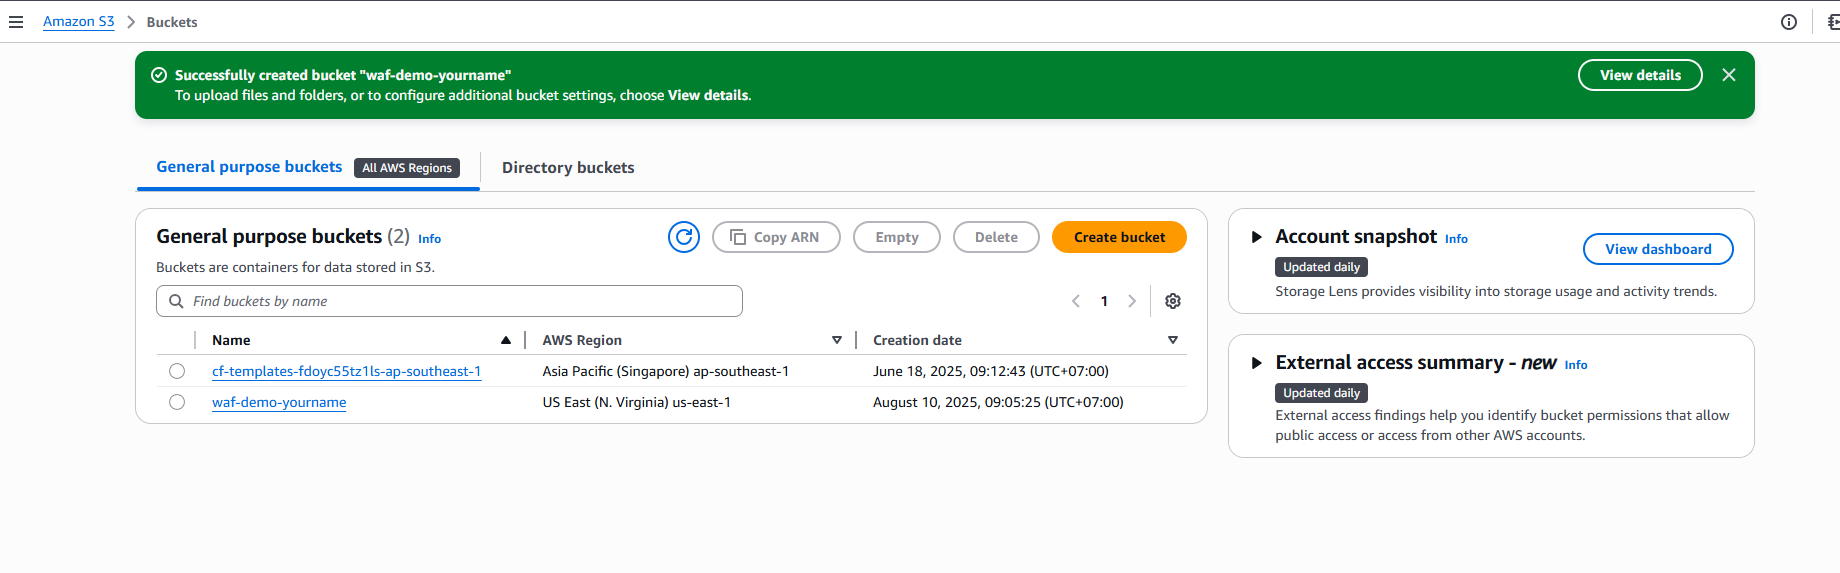 Amazon S3 > Buckets
Successfully created bucket "waf-demo-yourname"
To upload files and folders, or to configure additional bucket settings, choose View details.
View details
General purpose buckets All AWS Regions Directory buckets
General purpose buckets (2) Info
Copy ARN Empty Delete Create bucket
Buckets are containers for data stored in S3.
Find buckets by name
1
Name AWS Region Creation date
cf-templates-fdoyc55tz1ls-ap-southeast-1 Asia Pacific (Singapore) ap-southeast-1 June 18, 2025, 09:12:43 (UTC+07:00)
waf-demo-yourname US East (N. Virginia) us-east-1 August 10, 2025, 09:05:25 (UTC+07:00)
Account snapshot Info
View dashboard
Updated daily
Storage Lens provides visibility into storage usage and activity trends.
External access summary - new Info
Updated daily
External access findings help you identify bucket permissions that allow
public access or access from other AWS accounts.